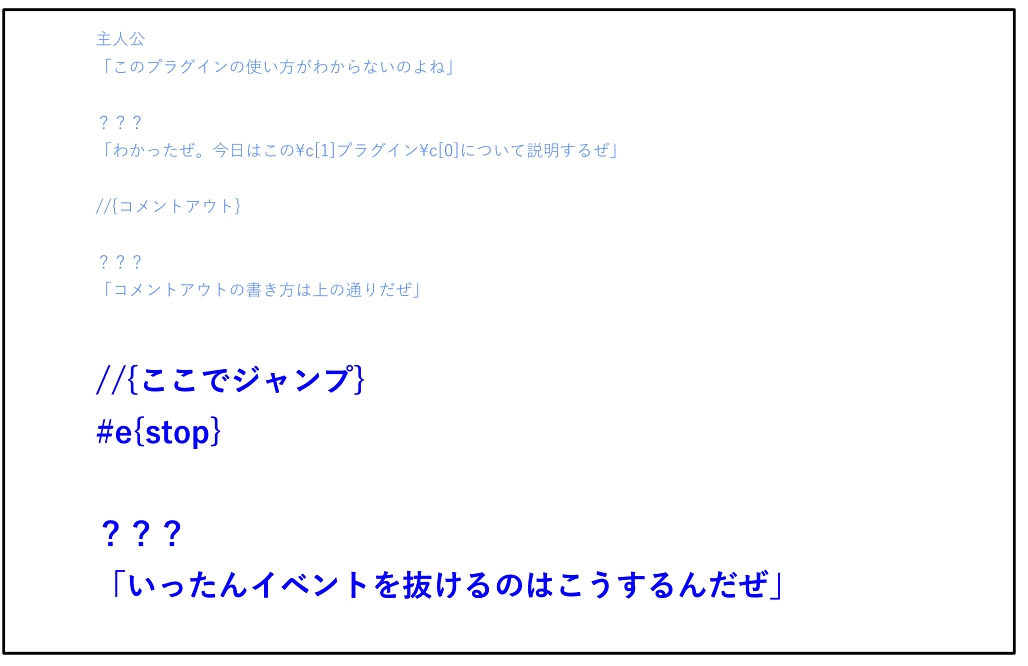 主人公
「このプラグインの使い方がわからないのよね」
？？？
「わかったぜ。今日はこの¥c[1]プラグイン¥c[0]について説明するぜ」
//{コメントアウト}
？？？
「コメントアウトの書き方は上の通りだぜ」
//{ここでジャンプ}
#e{stop}
？？？
「いったんイベントを抜けるのはこうするんだぜ」